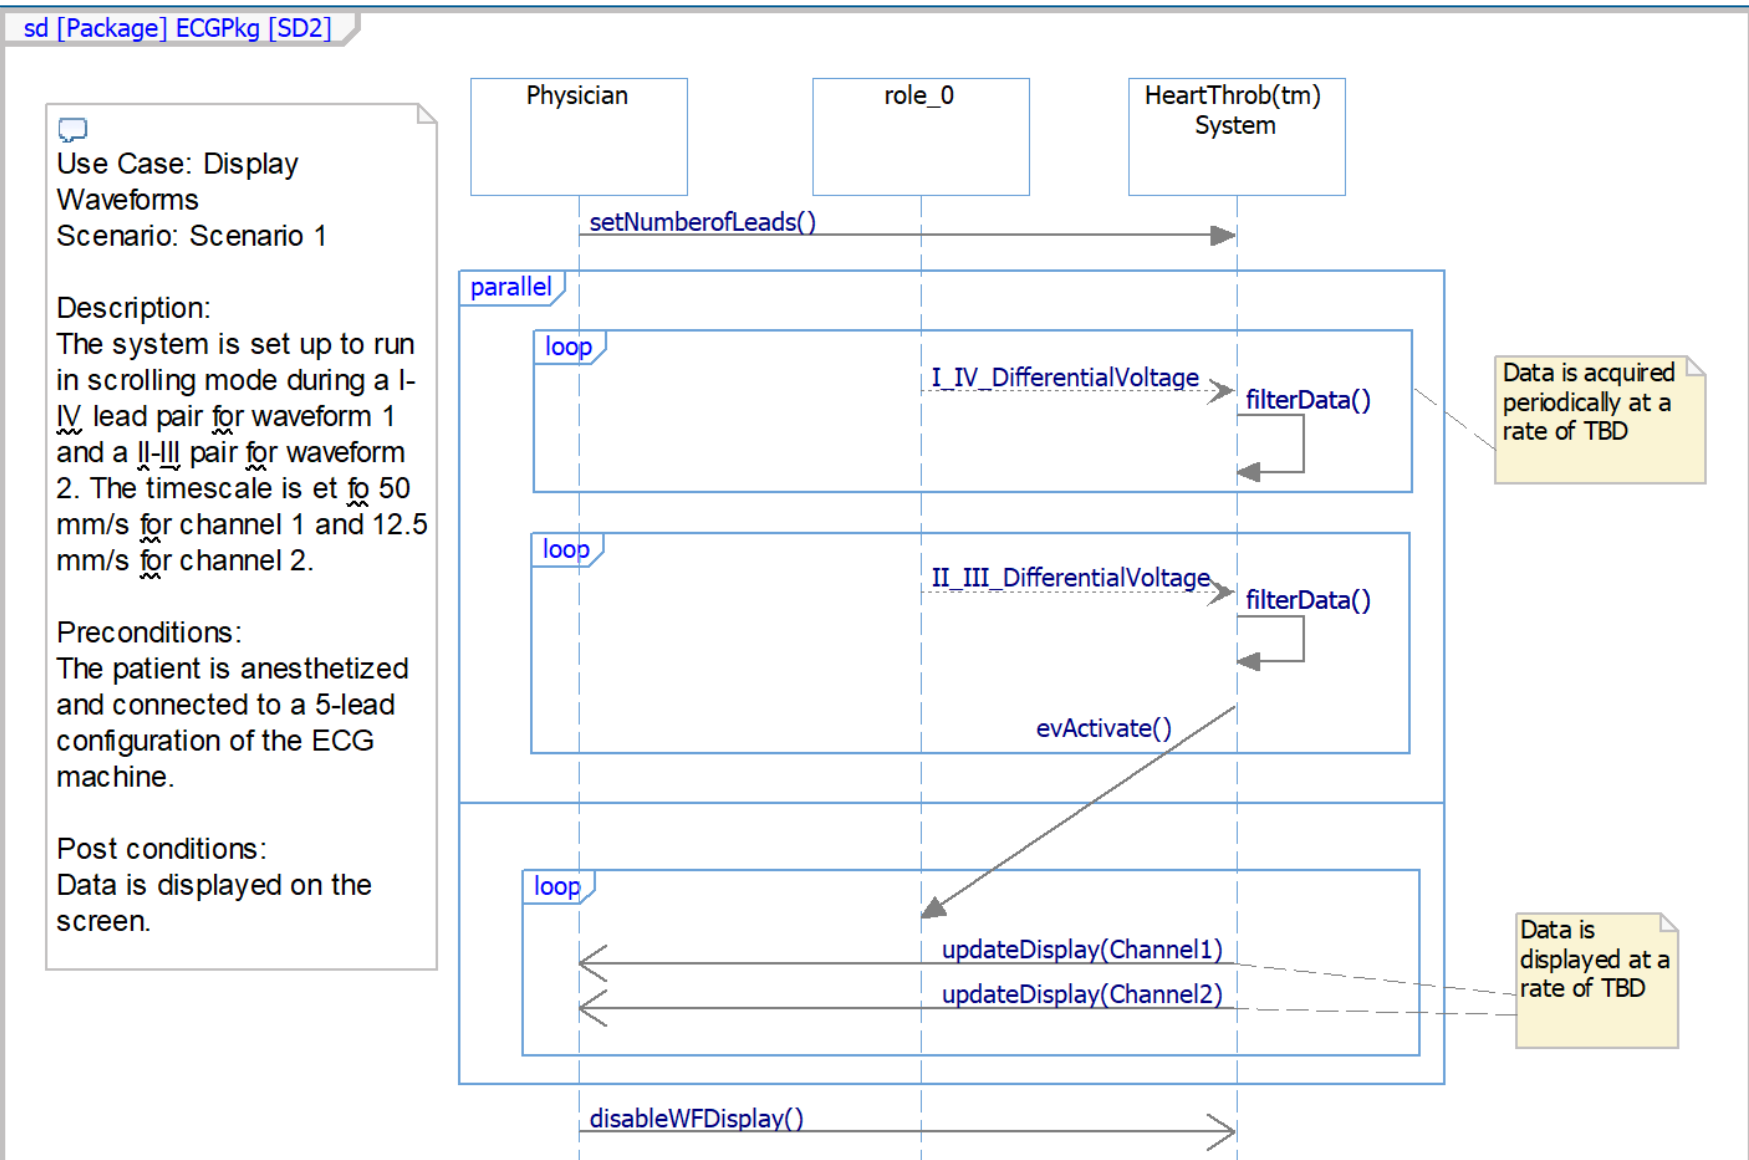 sd [Package] ECGPkg [SD2]
Use Case: Display
Waveforms
Scenario: Scenario 1
Description:
The system is set up to run
in scrolling mode during a I-
IV lead pair for waveform 1
and a II-III pair for waveform
2. The timescale is et fo 50
mm/s for channel 1 and 12.5
mm/s for channel 2.
Preconditions:
The patient is anesthetized
and connected to a 5-lead
configuration of the ECG
machine.
Post conditions:
Data is displayed on the
screen.
Physician
role_0
HeartThrob(tm)
System
setNumberofLeads()
parallel
loop
I_IV_DifferentialVoltage
filterData()
Data is acquired
periodically at a
rate of TBD
loop
II_III_DifferentialVoltage
filterData()
evActivate()
loop
updateDisplay(Channel1)
updateDisplay(Channel2)
Data is
displayed at a
rate of TBD
disableWFDisplay()